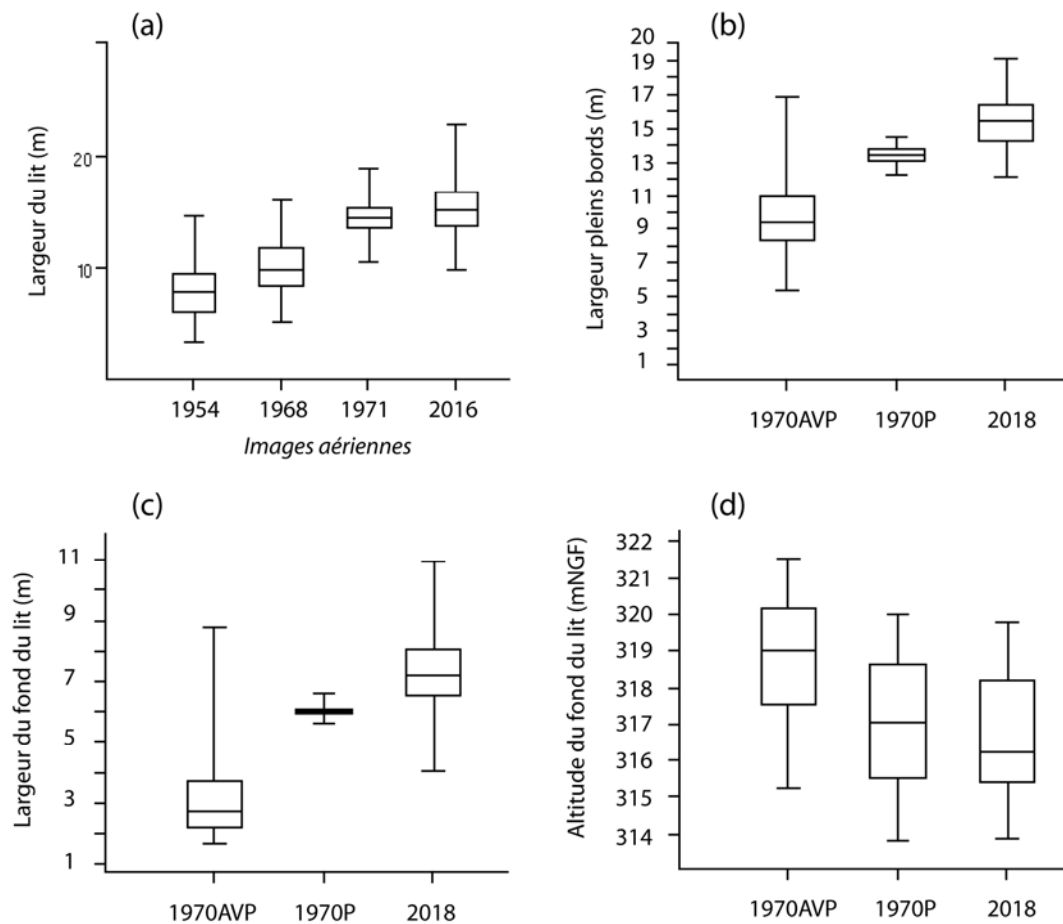 (a)
Largeur du lit (m)
20
10
1954 1968 1971 2016
Images aériennes
(b)
Largeur pleins bords (m)
20
19
17
15
13
11
9
7
5
3
1
1970AVP 1970P 2018
(c)
Largeur du fond du lit (m)
11
9
7
5
3
1
1970AVP 1970P 2018
(d)
Altitude du fond du lit (mNGF)
322
321
320
319
318
317
316
315
314
1970AVP 1970P 2018